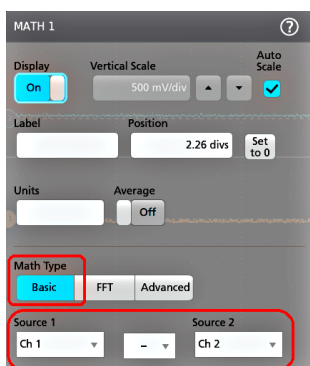 MATH 1 ?
Display
Vertical Scale
Auto
Scale
On
500 mV/div
Label
Position
2.26 divs
Set
to 0
Units
Average
Off
Math Type
Basic
FFT
Advanced
Source 1
Source 2
Ch 1
–
Ch 2